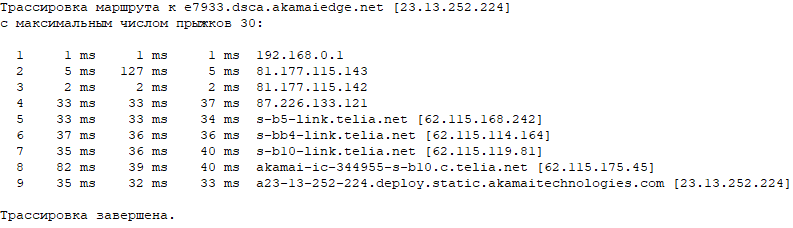 Трассировка маршрута к e7933.dsca.akamaiedge.net [23.13.252.224]
с максимальным числом прыжков 30:
1 1 ms 1 ms 1 ms 192.168.0.1
2 5 ms 127 ms 5 ms 81.177.115.143
3 2 ms 2 ms 2 ms 81.177.115.142
4 33 ms 33 ms 37 ms 87.226.133.121
5 33 ms 33 ms 34 ms s-b5-link.telia.net [62.115.168.242]
6 37 ms 36 ms 36 ms s-bb4-link.telia.net [62.115.114.164]
7 35 ms 36 ms 40 ms s-b10-link.telia.net [62.115.119.81]
8 82 ms 39 ms 40 ms akamai-ic-344955-s-b10.c.telia.net [62.115.175.45]
9 35 ms 32 ms 33 ms a23-13-252-224.deploy.static.akamaitechnologies.com [23.13.252.224]
Трассировка завершена.